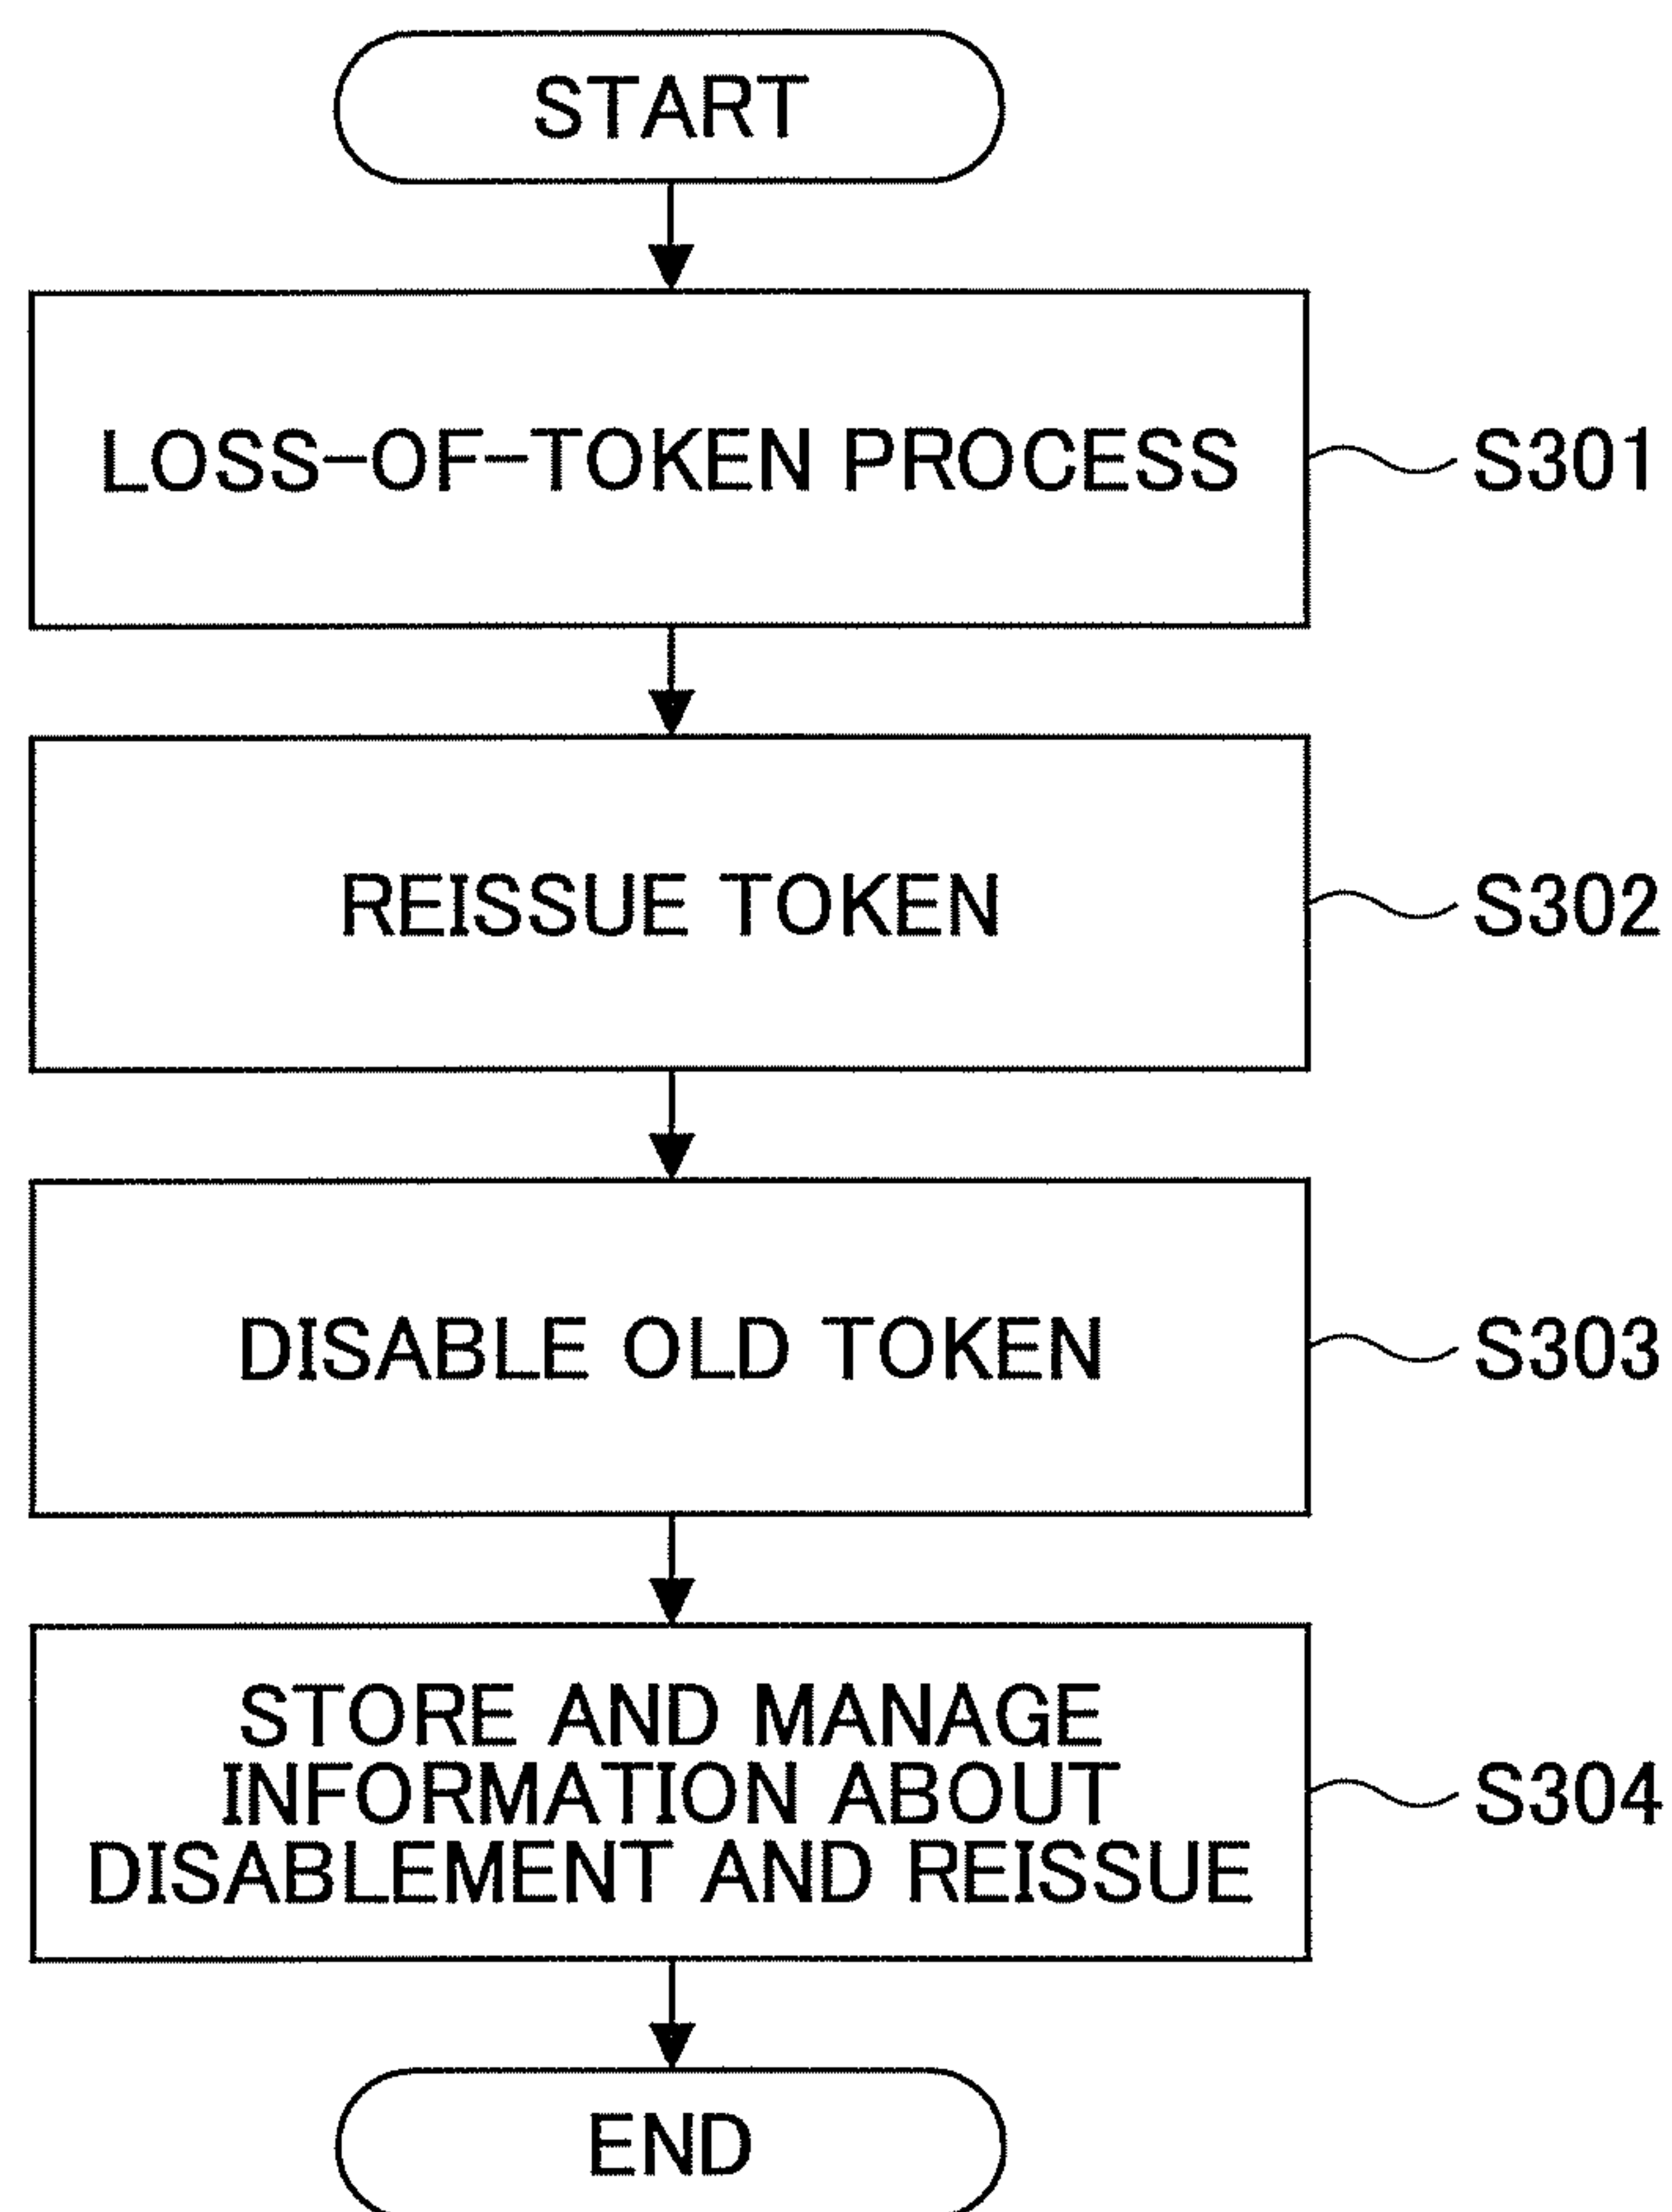 START
LOSS-OF-TOKEN PROCESS
S301
REISSUE TOKEN
S302
DISABLE OLD TOKEN
S303
STORE AND MANAGE
INFORMATION ABOUT
DISABLEMENT AND REISSUE
S304
END